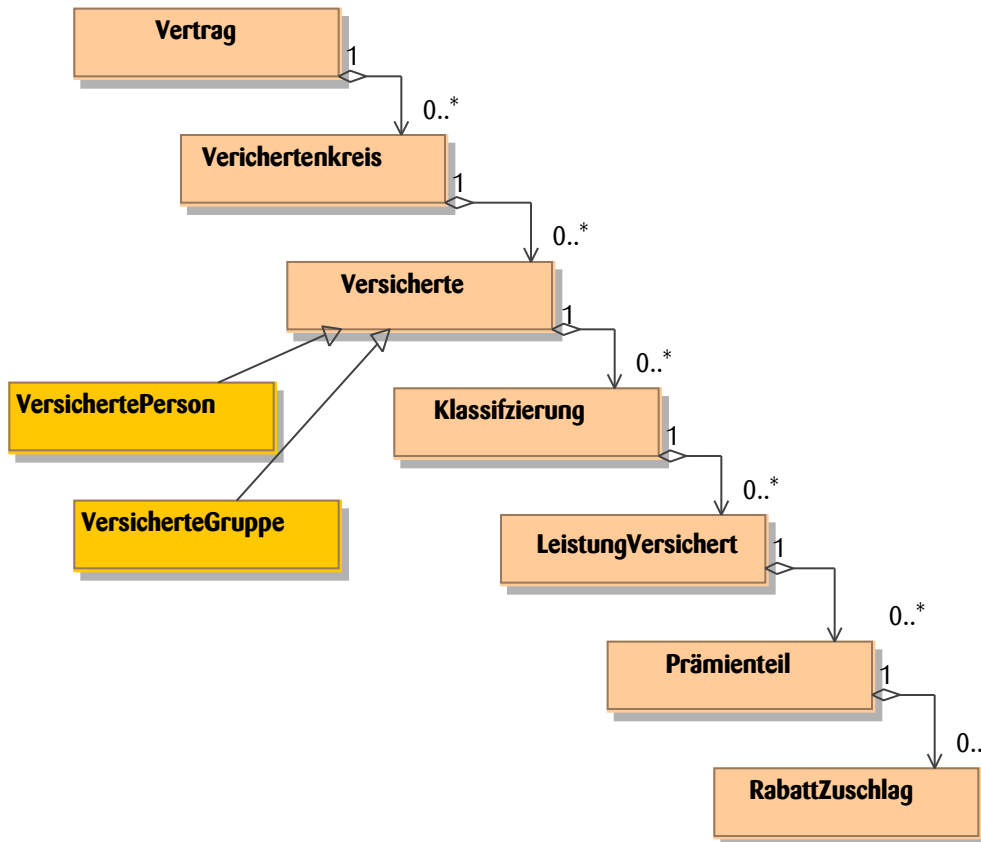 Vertrag
1
0..*
Verichertenkreis
1
0..*
Versicherte
1
0..*
VersichertePerson
Klassifzierung
1
0..*
VersicherteGruppe
LeistungVersichert
1
0..*
Prämienteil
1
0..
RabattZuschlag